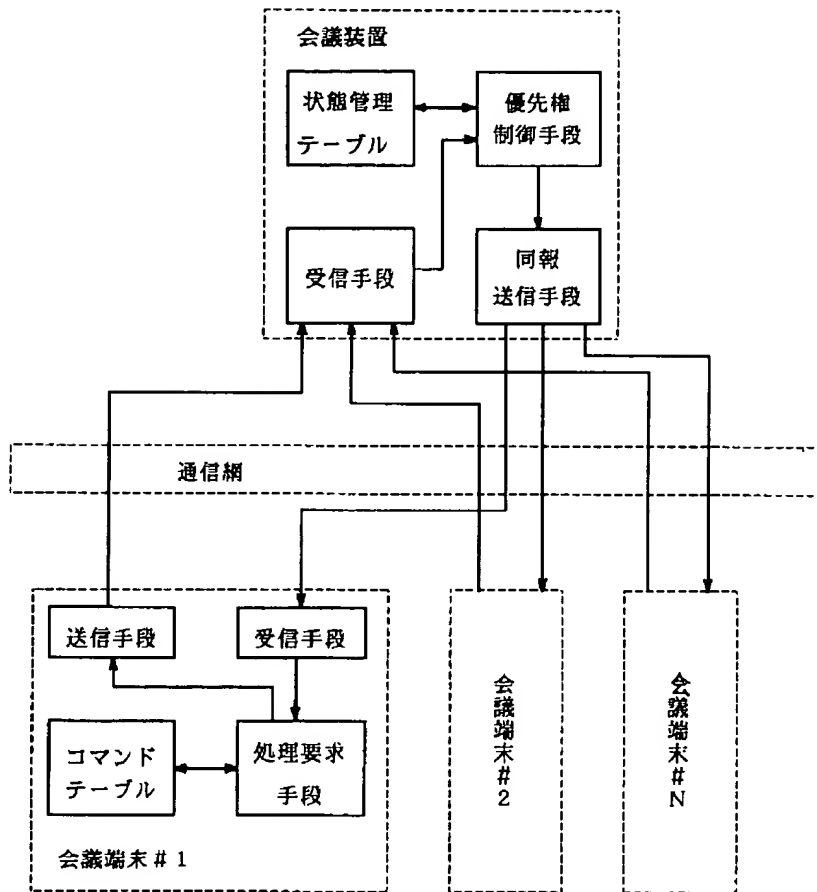 会議装置
状態管理
テーブル
優先権
制御手段
受信手段
同報
送信手段
通信網
送信手段
受信手段
コマンド
テーブル
処理要求
手段
会議端末#1
会議端末#2
会議端末#N